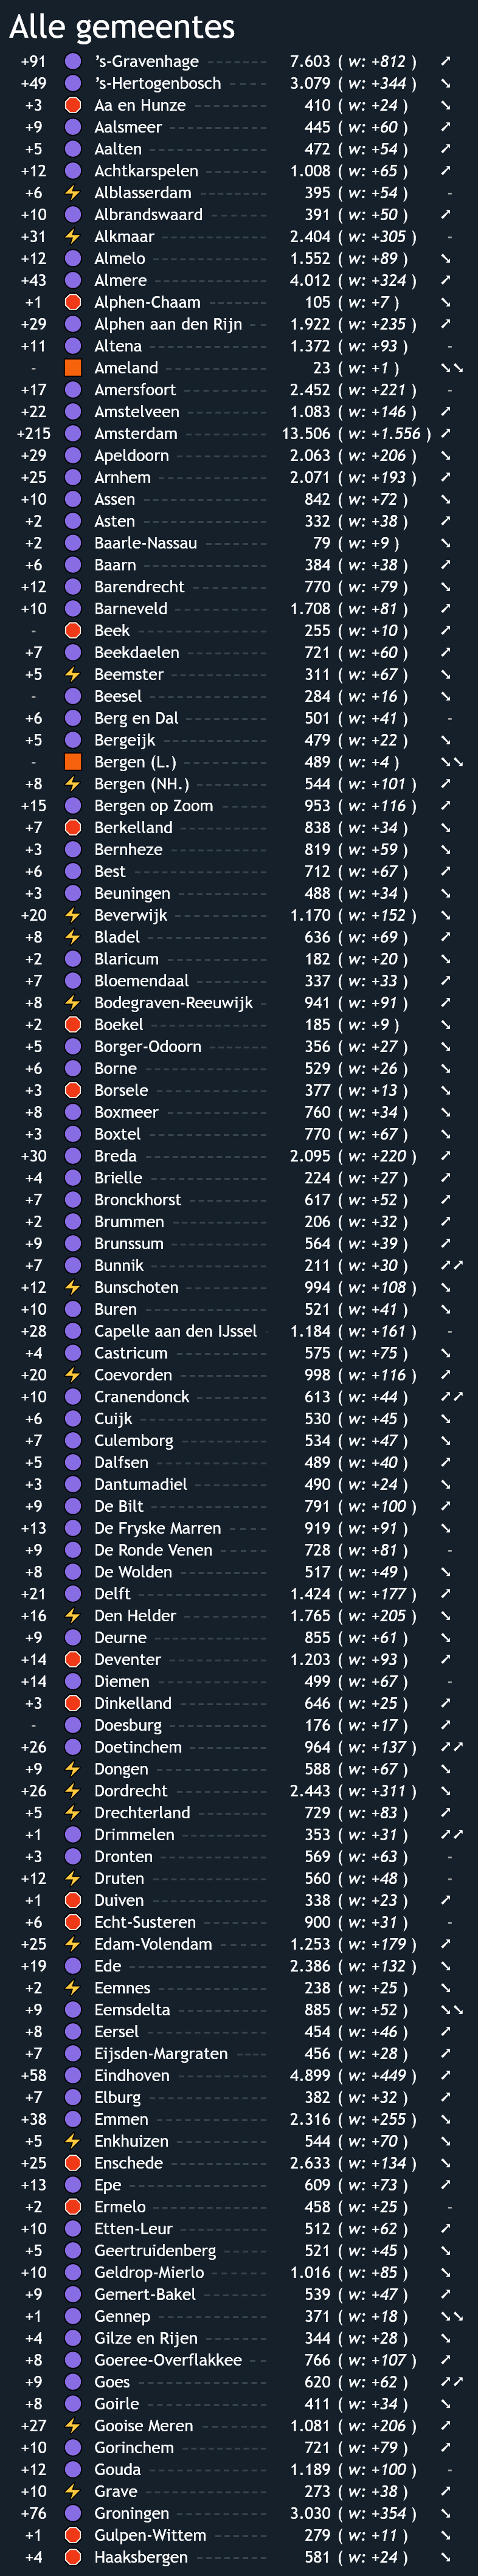 Alle gemeentes
+91 's-Gravenhage 7.603 ( w: +812 )
+49 's-Hertogenbosch 3.079 ( w: +344 )
+3 Aa en Hunze 410 ( w: +24 )
+9 Aalsmeer 445 ( w: +60 )
+5 Aalten 472 ( w: +54 )
+12 Achtkarspelen 1.008 ( w: +65 )
+6 Alblasserdam 395 ( w: +54 ) -
+10 Albrandswaard 391 ( w: +50 )
+31 Alkmaar 2.404 ( w: +305 ) -
+12 Almelo 1.552 ( w: +89 )
+43 Almere 4.012 ( w: +324 )
+1 Alphen-Chaam 105 ( w: +7 )
+29 Alphen aan den Rijn 1.922 ( w: +235 )
+11 Altena 1.372 ( w: +93 ) -
- Ameland 23 ( w: +1 )
+17 Amersfoort 2.452 ( w: +221 ) -
+22 Amstelveen 1.083 ( w: +146 )
+215 Amsterdam 13.506 ( w: +1.556 )
+29 Apeldoorn 2.063 ( w: +206 )
+25 Arnhem 2.071 ( w: +193 )
+10 Assen 842 ( w: +72 )
+2 Asten 332 ( w: +38 )
+2 Baarle-Nassau 79 ( w: +9 )
+6 Baarn 384 ( w: +38 )
+12 Barendrecht 770 ( w: +79 )
+10 Barneveld 1.708 ( w: +81 )
- Beek 255 ( w: +10 )
+7 Beekdaelen 721 ( w: +60 )
+5 Beemster 311 ( w: +67 )
- Beesel 284 ( w: +16 )
+6 Berg en Dal 501 ( w: +41 ) -
+5 Bergeijk 479 ( w: +22 )
- Bergen (L.) 489 ( w: +4 )
+8 Bergen (NH.) 544 ( w: +101 )
+15 Bergen op Zoom 953 ( w: +116 )
+7 Berkelland 838 ( w: +34 )
+3 Bernheze 819 ( w: +59 )
+6 Best 712 ( w: +67 )
+3 Beuningen 488 ( w: +34 )
+20 Beverwijk 1.170 ( w: +152 )
+8 Bladel 636 ( w: +69 )
+2 Blaricum 182 ( w: +20 )
+7 Bloemendaal 337 ( w: +33 )
+8 Bodegraven-Reeuwijk 941 ( w: +91 )
+2 Boekel 185 ( w: +9 )
+5 Borger-Odoorn 356 ( w: +27 )
+6 Borne 529 ( w: +26 )
+3 Borsele 377 ( w: +13 )
+8 Boxmeer 760 ( w: +34 )
+3 Boxtel 770 ( w: +67 )
+30 Breda 2.095 ( w: +220 )
+4 Brielle 224 ( w: +27 )
+7 Bronckhorst 617 ( w: +52 )
+2 Brummen 206 ( w: +32 )
+9 Brunssum 564 ( w: +39 )
+7 Bunnik 211 ( w: +30 )
+12 Bunschoten 994 ( w: +108 )
+10 Buren 521 ( w: +41 )
+28 Capelle aan den IJssel 1.184 ( w: +161 ) -
+4 Castricum 575 ( w: +75 )
+20 Coevorden 998 ( w: +116 )
+10 Cranendonck 613 ( w: +44 )
+6 Cuijk 530 ( w: +45 )
+7 Culemborg 534 ( w: +47 )
+5 Dalfsen 489 ( w: +40 )
+3 Dantumadiel 490 ( w: +24 )
+9 De Bilt 791 ( w: +100 )
+13 De Fryske Marren 919 ( w: +91 )
+9 De Ronde Venen 728 ( w: +81 ) -
+8 De Wolden 517 ( w: +49 )
+21 Delft 1.424 ( w: +177 )
+16 Den Helder 1.765 ( w: +205 )
+9 Deurne 855 ( w: +61 )
+14 Deventer 1.203 ( w: +93 )
+14 Diemen 499 ( w: +67 ) -
+3 Dinkelland 646 ( w: +25 )
- Doesburg 176 ( w: +17 )
+26 Doetinchem 964 ( w: +137 )
+9 Dongen 588 ( w: +67 )
+26 Dordrecht 2.443 ( w: +311 )
+5 Drechterland 729 ( w: +83 )
+1 Drimmelen 353 ( w: +31 )
+3 Dronten 569 ( w: +63 ) -
+12 Druten 560 ( w: +48 ) -
+1 Duiven 338 ( w: +23 )
+6 Echt-Susteren 900 ( w: +31 ) -
+25 Edam-Volendam 1.253 ( w: +179 )
+19 Ede 2.386 ( w: +132 )
+2 Eemnes 238 ( w: +25 )
+9 Eemsdelta 885 ( w: +52 )
+8 Eersel 454 ( w: +46 )
+7 Eijsden-Margraten 456 ( w: +28 )
+58 Eindhoven 4.899 ( w: +449 )
+7 Elburg 382 ( w: +32 )
+38 Emmen 2.316 ( w: +255 )
+5 Enkhuizen 544 ( w: +70 )
+25 Enschede 2.633 ( w: +134 )
+13 Epe 609 ( w: +73 )
+2 Ermelo 458 ( w: +25 ) -
+10 Etten-Leur 512 ( w: +62 )
+5 Geertruidenberg 521 ( w: +45 )
+10 Geldrop-Mierlo 1.016 ( w: +85 )
+9 Gemert-Bakel 539 ( w: +47 )
+1 Gennep 371 ( w: +18 )
+4 Gilze en Rijen 344 ( w: +28 )
+8 Goeree-Overflakkee 766 ( w: +107 )
+9 Goes 620 ( w: +62 )
+8 Goirle 411 ( w: +34 )
+27 Gooise Meren 1.081 ( w: +206 )
+10 Gorinchem 721 ( w: +79 )
+12 Gouda 1.189 ( w: +100 ) -
+10 Grave 273 ( w: +38 )
+76 Groningen 3.030 ( w: +354 )
+1 Gulpen-Wittem 279 ( w: +11 )
+4 Haaksbergen 581 ( w: +24 )